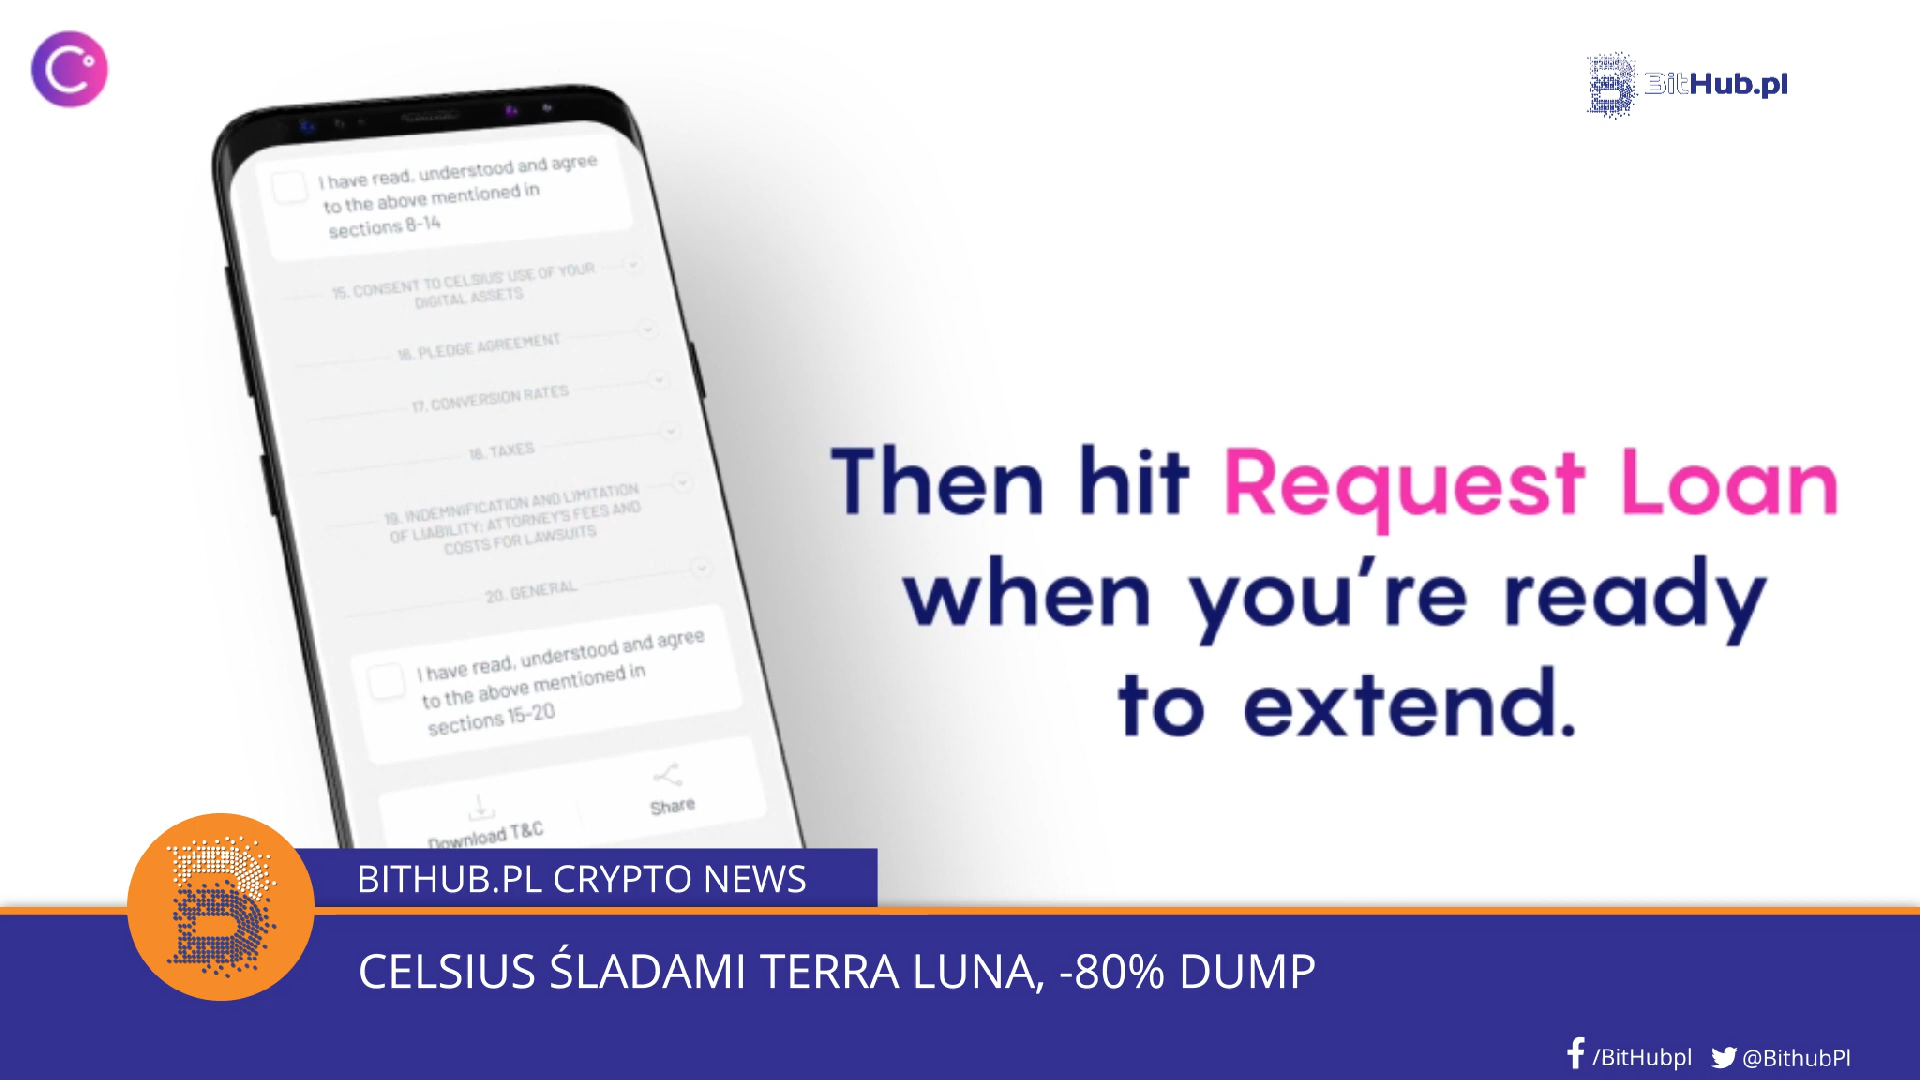 BitHub.pl
I have read, understood and agree
to the above mentioned in
sections 8-14
15. CONSENT TO CELSIUS' USE OF YOUR
DIGITAL ASSETS
16. PLEDGE AGREEMENT
17. CONVERSION RATES
18. TAXES
19. INDEMNIFICATION AND LIMITATION
OF LIABILITY; ATTORNEY'S FEES AND
COSTS FOR LAWSUITS
20. GENERAL
I have read, understood and agree
to the above mentioned in
sections 15-20
Download T&C
Share
Then hit Request Loan
when you're ready
to extend.
BITHUB.PL CRYPTO NEWS
CELSIUS ŚLADAMI TERRA LUNA, -80% DUMP
/BitHubpl
@BithubPl